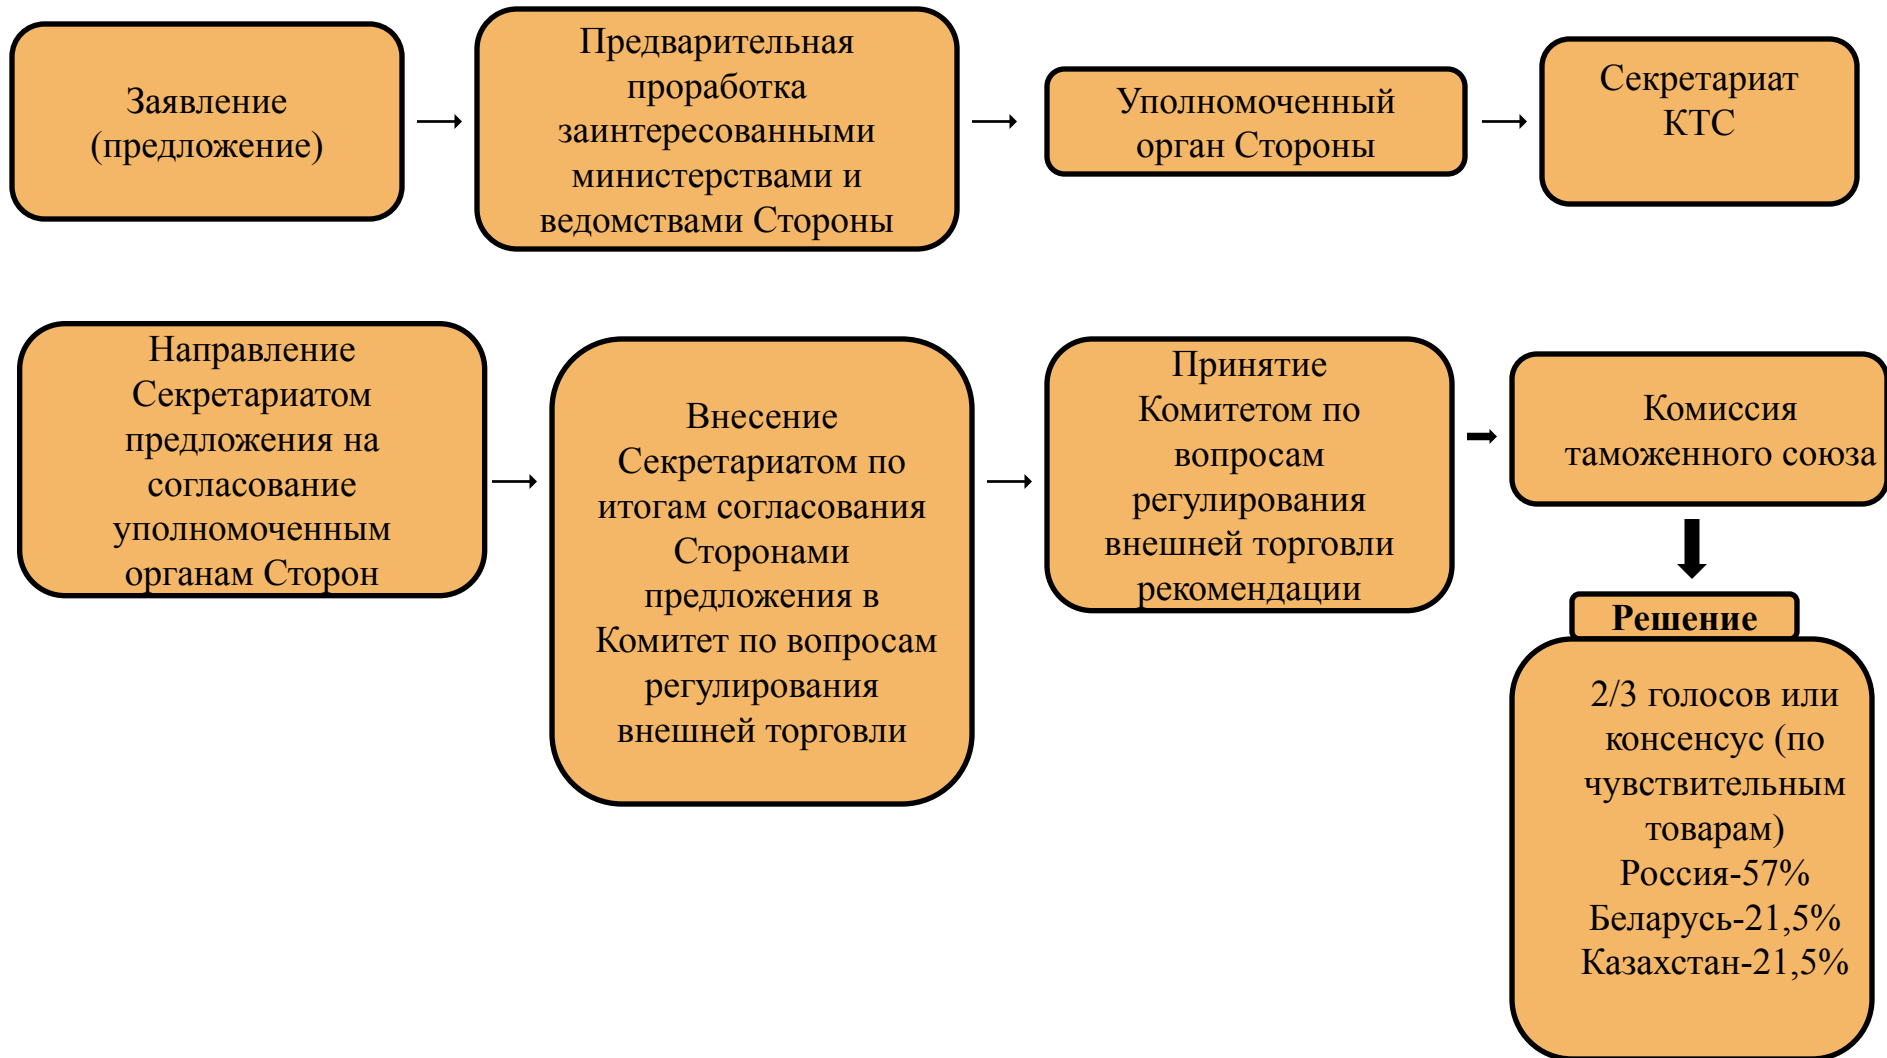 Заявление
(предложение)
Предварительная
проработка
заинтересованными
министерствами и
ведомствами Стороны
Уполномоченный
орган Стороны
Секретариат
КТС
Направление
Секретариатом
предложения на
согласование
уполномоченным
органам Сторон
Внесение
Секретариатом по
итогам согласования
Сторонами
предложения в
Комитет по вопросам
регулирования
внешней торговли
Принятие
Комитетом по
вопросам
регулирования
внешней торговли
рекомендации
Комиссия
таможенного союза
Решение
2/3 голосов или
консенсус (по
чувствительным
товарам)
Россия-57%
Беларусь-21,5%
Казахстан-21,5%